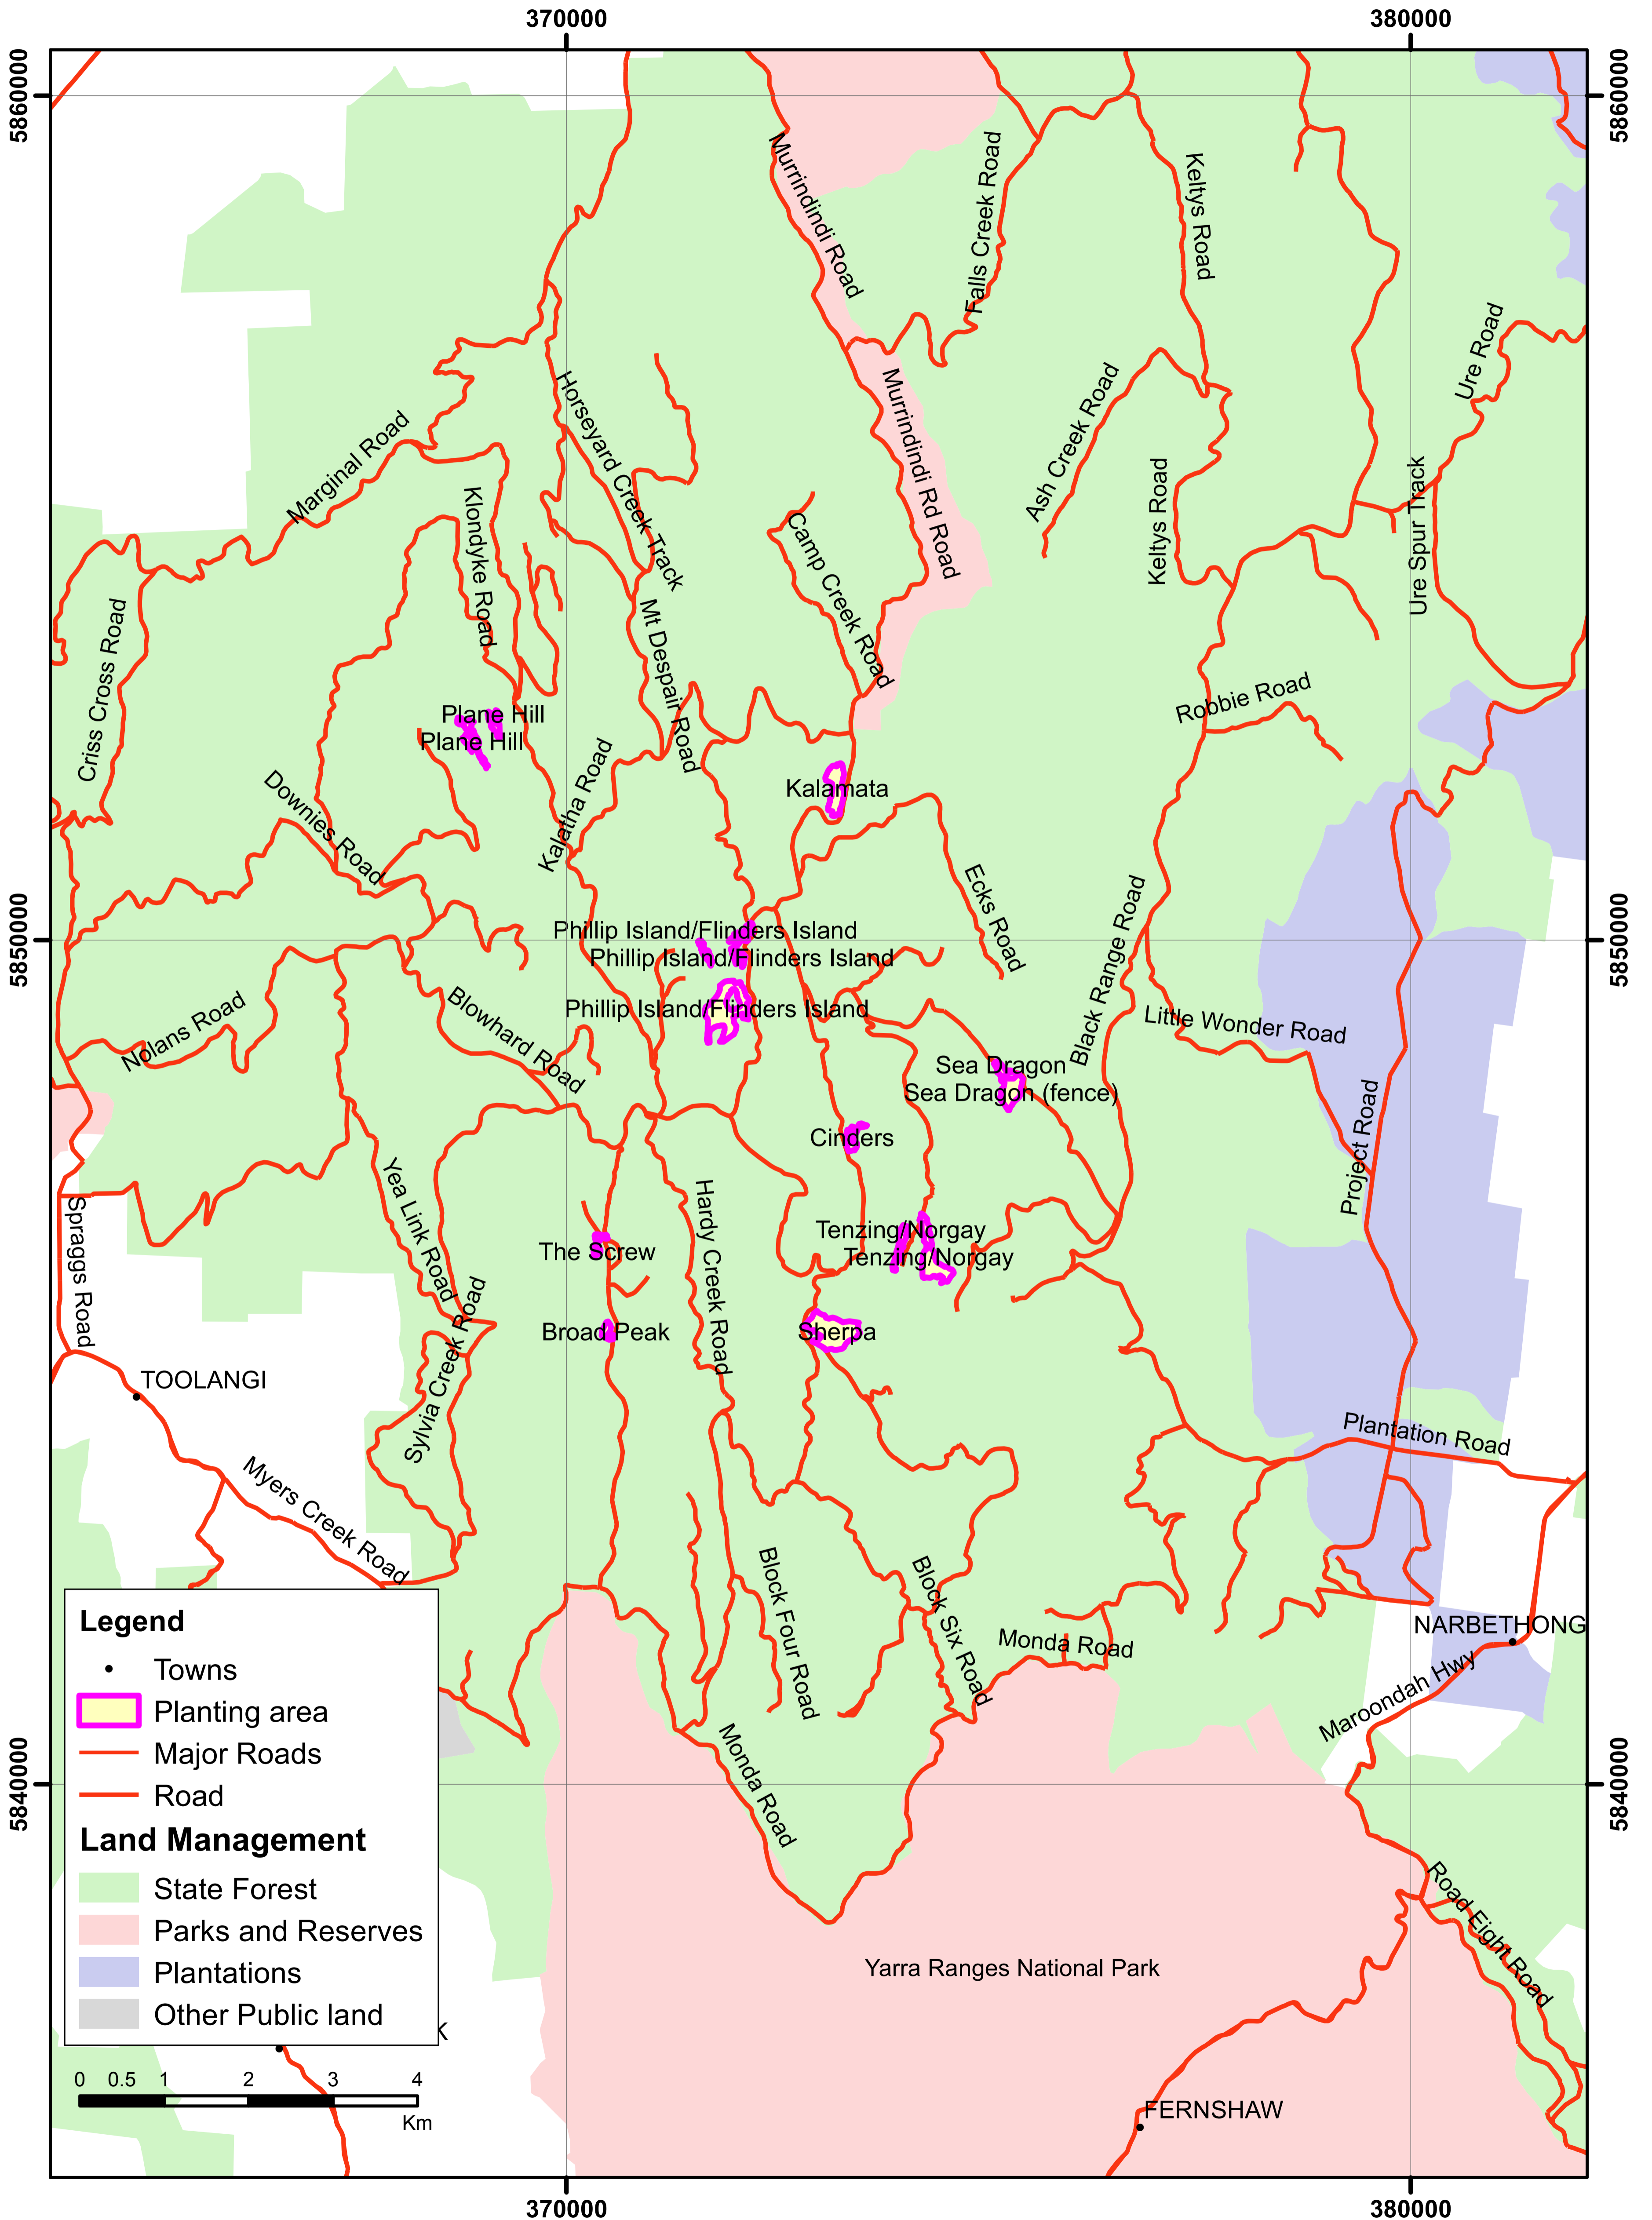 370000
380000
5860000
5860000
Murrindindi Road
Falls Creek Road
Keltys Road
Ure Road
Horseyard Creek Track
Murrindindi Rd Road
Ash Creek Road
Marginal Road
Klondyke Road
Camp Creek Road
Keltys Road
Ure Spur Track
Criss Cross Road
Mt Despair Road
Robbie Road
Plane Hill
Plane Hill
Kalatha Road
Kalamata
Downies Road
Ecks Road
Black Range Road
5850000
5850000
Phillip Island/Flinders Island
Phillip Island/Flinders Island
Phillip Island/Flinders Island
Nolans Road
Blowhard Road
Little Wonder Road
Sea Dragon
Sea Dragon (fence)
Project Road
Cinders
Yea Link Road
Spraggs Road
Hardy Creek Road
Tenzing/Norgay
Tenzing/Norgay
The Screw
Broad Peak
Sherpa
Sylvia Creek Road
TOOLANGI
Plantation Road
Myers Creek Road
Block Four Road
Block Six Road
Monda Road
NARBETHONG
Maroondah Hwy
Monda Road
5840000
5840000
Road Eight Road
Yarra Ranges National Park
FERNSHAW
Legend
Towns
Planting area
Major Roads
Road
Land Management
State Forest
Parks and Reserves
Plantations
Other Public land
K
0 0.5 1 2 3 4
Km
370000
380000